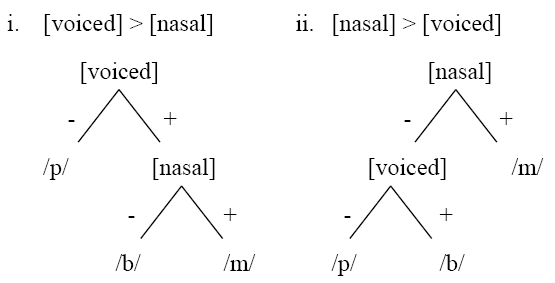 i. [voiced] > [nasal] ii. [nasal] > [voiced]
[voiced] [nasal]
- + - +
/p/ [nasal] [voiced] /m/
- + - +
/b/ /m/ /p/ /b/